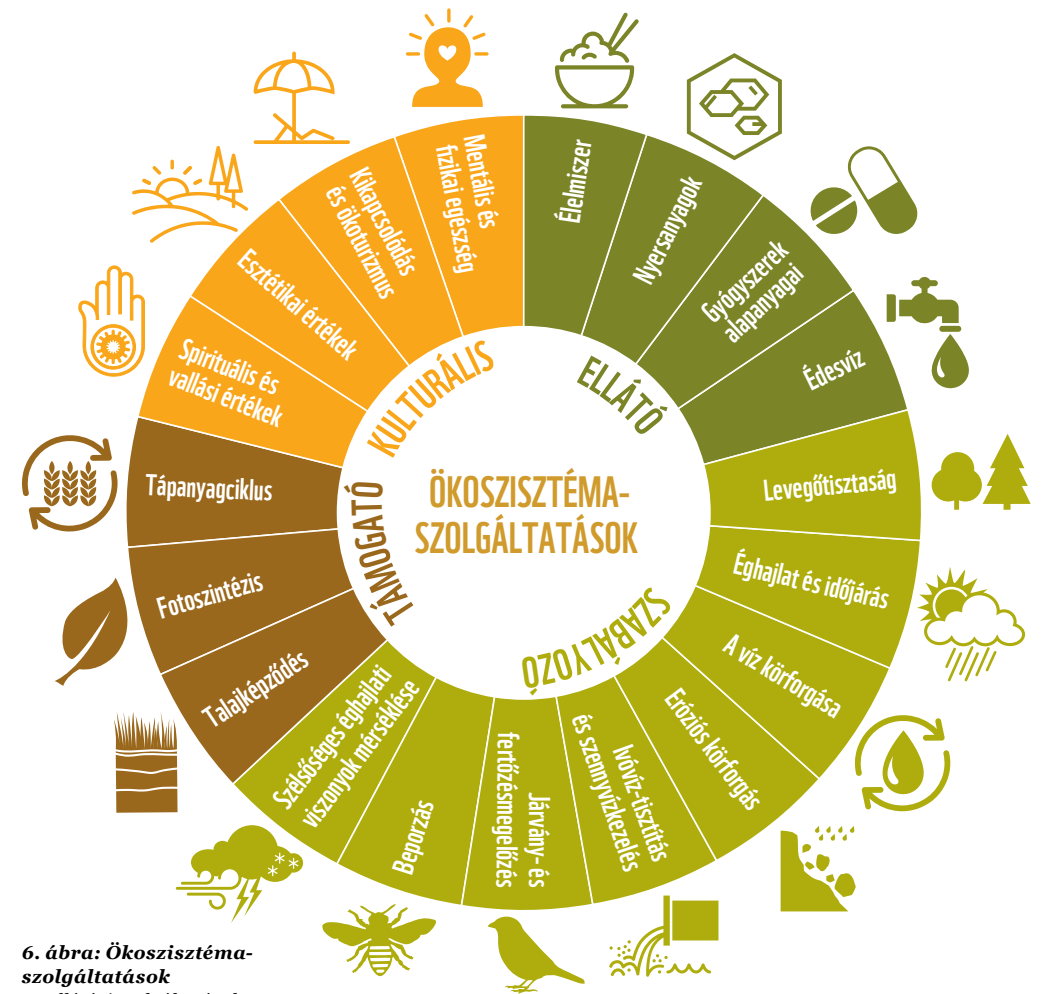 Mentális és
fizikai egészség
Élelmiszer
Nyersanyagok
Gyógyszerek
alapanyagai
Édesvíz
Levegőtisztaság
Éghajlat és időjárás
A víz körforgása
Eróziós körforgás
Ivóvíz-tisztítás
és szennyvízkezelés
Járvány- és
fertőzésmegelőzés
Beporzás
Szélsőséges éghajlati
viszonyok mérséklése
Talajképződés
Fotoszintézis
Tápanyagciklus
Spirituális és
vallási értékek
Esztétikai értékek
Kikapcsolódás
és ökoturizmus
KULTURÁLIS
ELLÁTÓ
TÁMOGATÓ
SZABÁLYOZÓ
ÖKOSZISZTÉMA-
SZOLGÁLTATÁSOK
6. ábra: Ökoszisztéma-
szolgáltatások